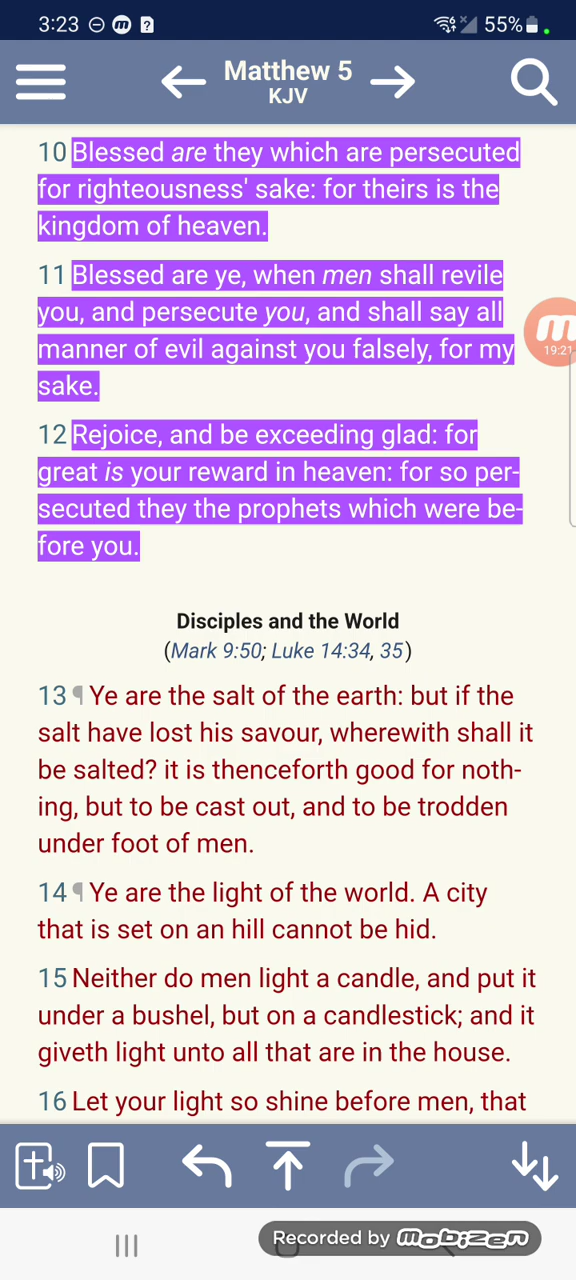 3:23 55%
Matthew 5
KJV
10 Blessed are they which are persecuted
for righteousness' sake: for theirs is the
kingdom of heaven.
11 Blessed are ye, when men shall revile
you, and persecute you, and shall say all
manner of evil against you falsely, for my
sake.
m
19:21
12 Rejoice, and be exceeding glad: for
great is your reward in heaven: for so per-
secuted they the prophets which were be-
fore you.
Disciples and the World
(Mark 9:50; Luke 14:34, 35)
13 ¶ Ye are the salt of the earth: but if the
salt have lost his savour, wherewith shall it
be salted? it is thenceforth good for noth-
ing, but to be cast out, and to be trodden
under foot of men.
14 ¶ Ye are the light of the world. A city
that is set on an hill cannot be hid.
15 Neither do men light a candle, and put it
under a bushel, but on a candlestick; and it
giveth light unto all that are in the house.
16 Let your light so shine before men, that
Recorded by mobizen